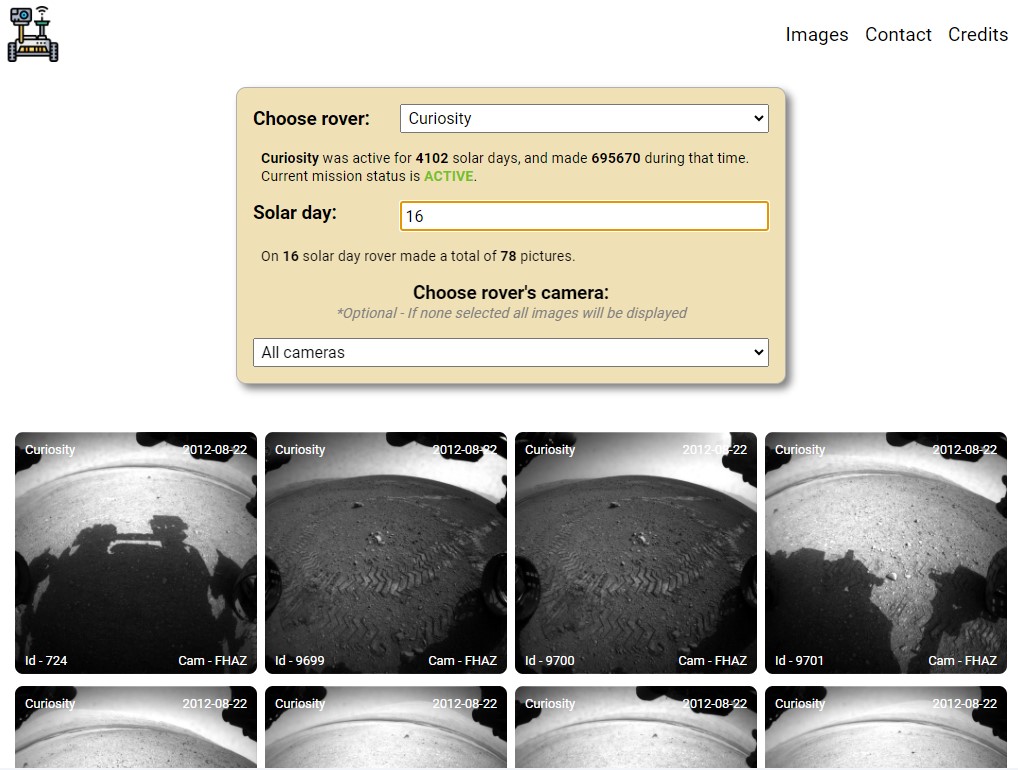 Images Contact Credits
Choose rover: Curiosity
Curiosity was active for 4102 solar days, and made 695670 during that time.
Current mission status is ACTIVE.
Solar day: 16
On 16 solar day rover made a total of 78 pictures.
Choose rover's camera:
*Optional - If none selected all images will be displayed
All cameras
Curiosity 2012-08-22
Id - 724 Cam - FHAZ
Curiosity 2012-08-22
Id - 9699 Cam - FHAZ
Curiosity 2012-08-22
Id - 9700 Cam - FHAZ
Curiosity 2012-08-22
Id - 9701 Cam - FHAZ
Curiosity 2012-08-22
Curiosity 2012-08-22
Curiosity 2012-08-22
Curiosity 2012-08-22